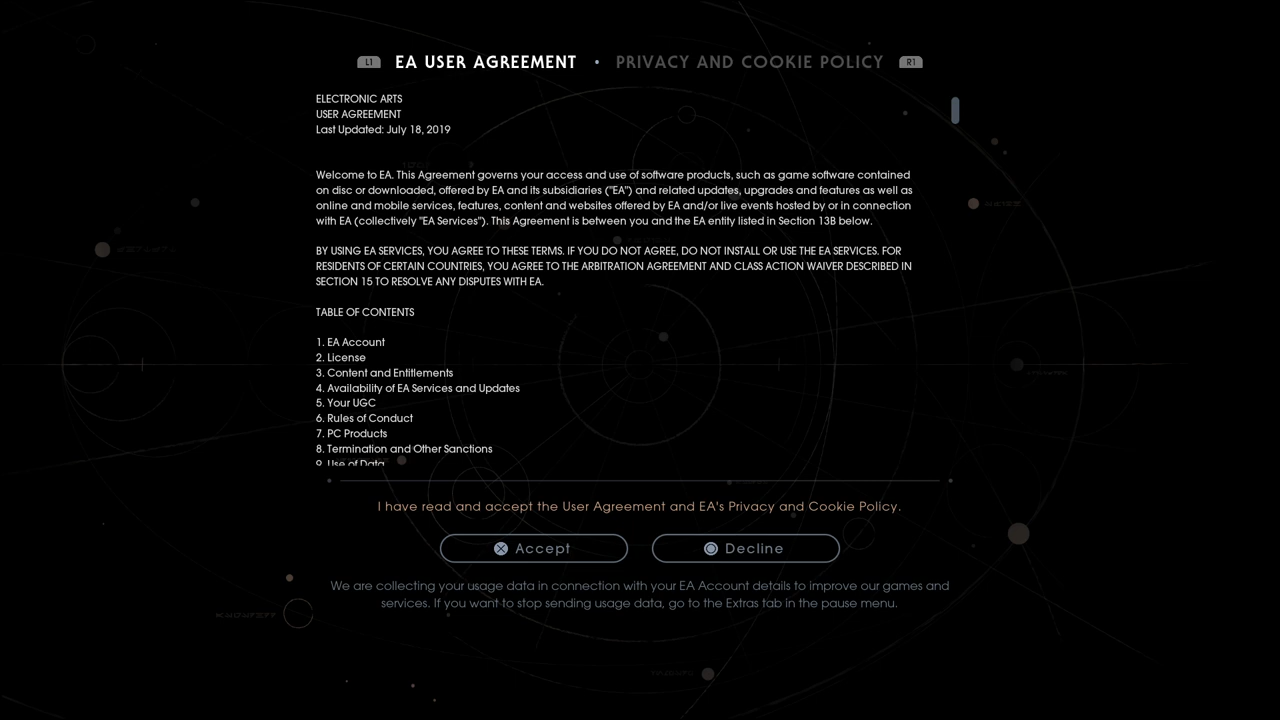 L1 EA USER AGREEMENT • PRIVACY AND COOKIE POLICY R1
ELECTRONIC ARTS
USER AGREEMENT
Last Updated: July 18, 2019
Welcome to EA. This Agreement governs your access and use of software products, such as game software contained
on disc or downloaded, offered by EA and its subsidiaries ("EA") and related updates, upgrades and features as well as
online and mobile services, features, content and websites offered by EA and/or live events hosted by or in connection
with EA (collectively "EA Services"). This Agreement is between you and the EA entity listed in Section 13B below.
BY USING EA SERVICES, YOU AGREE TO THESE TERMS. IF YOU DO NOT AGREE, DO NOT INSTALL OR USE THE EA SERVICES. FOR
RESIDENTS OF CERTAIN COUNTRIES, YOU AGREE TO THE ARBITRATION AGREEMENT AND CLASS ACTION WAIVER DESCRIBED IN
SECTION 15 TO RESOLVE ANY DISPUTES WITH EA.
TABLE OF CONTENTS
1. EA Account
2. License
3. Content and Entitlements
4. Availability of EA Services and Updates
5. Your UGC
6. Rules of Conduct
7. PC Products
8. Termination and Other Sanctions
9. Use of Data
I have read and accept the User Agreement and EA's Privacy and Cookie Policy.
Accept Decline
We are collecting your usage data in connection with your EA Account details to improve our games and
services. If you want to stop sending usage data, go to the Extras tab in the pause menu.